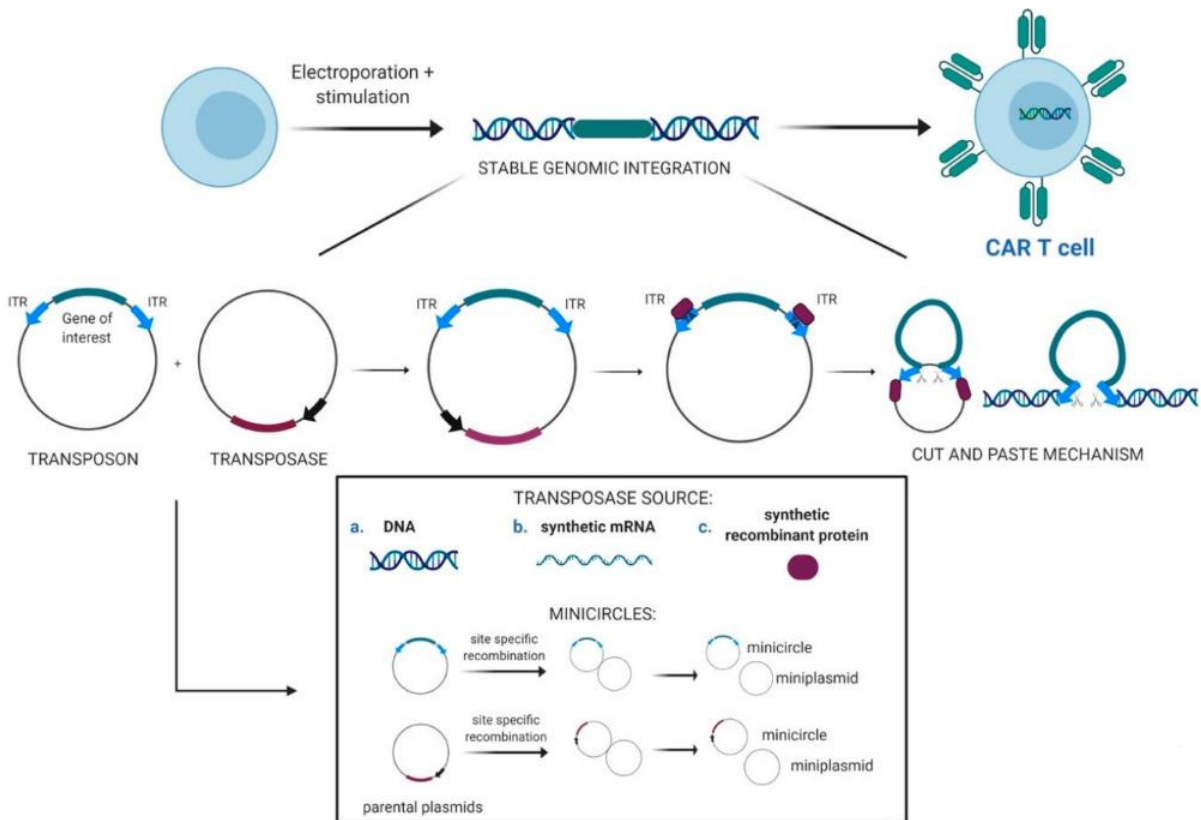 Electroporation +
stimulation
STABLE GENOMIC INTEGRATION
CAR T cell
ITR
ITR
Gene of
interest
+
ITR
ITR
ITR
ITR
TRANSPOSON
TRANSPOSASE
CUT AND PASTE MECHANISM
TRANSPOSASE SOURCE:
a. DNA
b. synthetic mRNA
c. synthetic
recombinant protein
MINICIRCLES:
site specific
recombination
minicircle
miniplasmid
site specific
recombination
minicircle
miniplasmid
parental plasmids